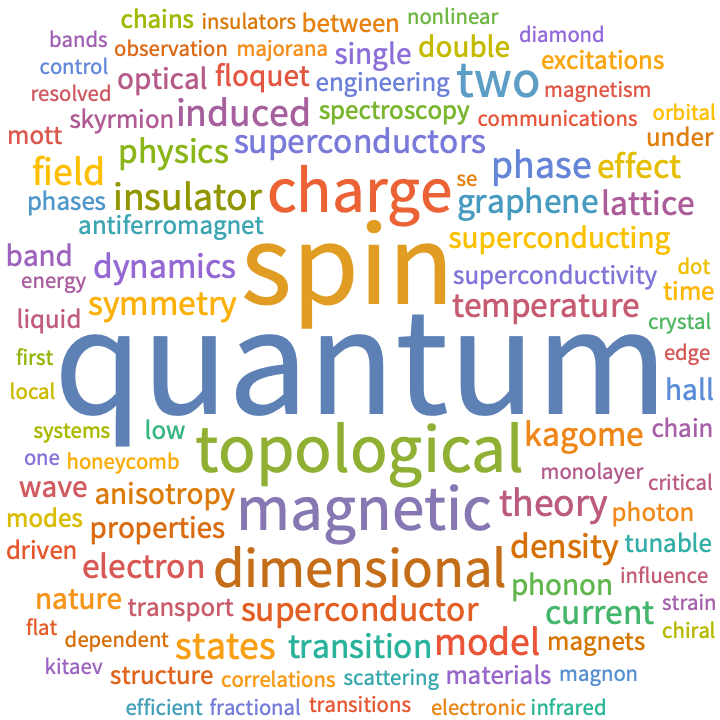 chains insulators between nonlinear
bands observation majorana single double diamond
control optical floquet engineering two excitations
resolved skyrmion induced spectroscopy communications magnetism orbital
mott physics superconductors under
field insulator charge se phase effect
phases antiferromagnet graphene lattice
band dynamics spin superconducting
energy symmetry superconductivity dot
liquid temperature time
first quantum crystal
local edge
hall
systems low topological kagome chain
one honeycomb monolayer critical
wave anisotropy magnetic theory photon
modes properties density tunable
driven electron dimensional phonon influence
nature transport superconductor current strain
flat dependent states transition model magnets chiral
kitaev structure correlations scattering materials magnon
efficient fractional transitions electronic infrared